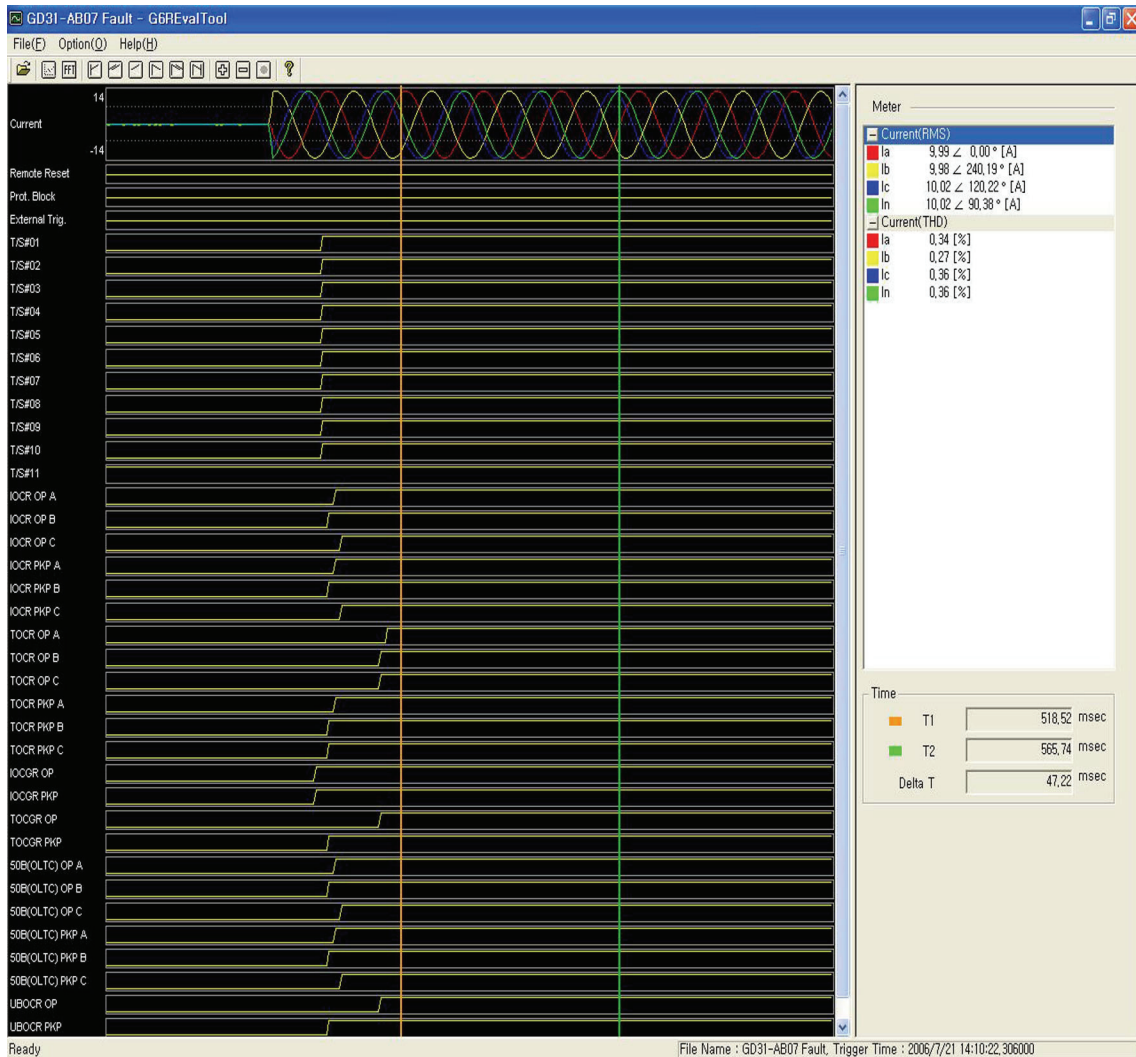 GD31-AB07 Fault - G6REvalTool
File(F) Option(O) Help(H)
FFT
14
Current
-14
Remote Reset
Prot. Block
External Trig.
T/S#01
T/S#02
T/S#03
T/S#04
T/S#05
T/S#06
T/S#07
T/S#08
T/S#09
T/S#10
T/S#11
IOCR OP A
IOCR OP B
IOCR OP C
IOCR PKP A
IOCR PKP B
IOCR PKP C
TOCR OP A
TOCR OP B
TOCR OP C
TOCR PKP A
TOCR PKP B
TOCR PKP C
IOCGR OP
IOCGR PKP
TOCGR OP
TOCGR PKP
50B(OLTC) OP A
50B(OLTC) OP B
50B(OLTC) OP C
50B(OLTC) PKP A
50B(OLTC) PKP B
50B(OLTC) PKP C
UBOCR OP
UBOCR PKP
Meter
Current(RMS)
Ia 9,99 ∠ 0,00 ° [A]
Ib 9,98 ∠ 240,19 ° [A]
Ic 10,02 ∠ 120,22 ° [A]
In 10,02 ∠ 90,38 ° [A]
Current(THD)
Ia 0,34 [%]
Ib 0,27 [%]
Ic 0,36 [%]
In 0,36 [%]
Time
T1 518,52 msec
T2 565,74 msec
Delta T 47,22 msec
Ready
File Name : GD31-AB07 Fault, Trigger Time : 2006/7/21 14:10:22,306000